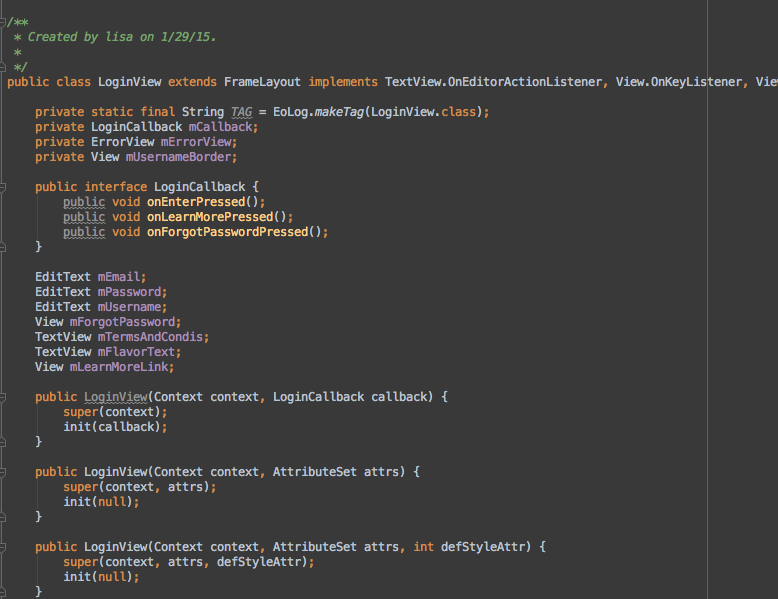 /**
 * Created by lisa on 1/29/15.
 *
 */
public class LoginView extends FrameLayout implements TextView.OnEditorActionListener, View.OnKeyListener, Vie
    private static final String TAG = EoLog.makeTag(LoginView.class);
    private LoginCallback mCallback;
    private ErrorView mErrorView;
    private View mUsernameBorder;
    public interface LoginCallback {
        public void onEnterPressed();
        public void onLearnMorePressed();
        public void onForgotPasswordPressed();
    }
    EditText mEmail;
    EditText mPassword;
    EditText mUsername;
    View mForgotPassword;
    TextView mTermsAndCondis;
    TextView mFlavorText;
    View mLearnMoreLink;
    public LoginView(Context context, LoginCallback callback) {
        super(context);
        init(callback);
    }
    public LoginView(Context context, AttributeSet attrs) {
        super(context, attrs);
        init(null);
    }
    public LoginView(Context context, AttributeSet attrs, int defStyleAttr) {
        super(context, attrs, defStyleAttr);
        init(null);
    }